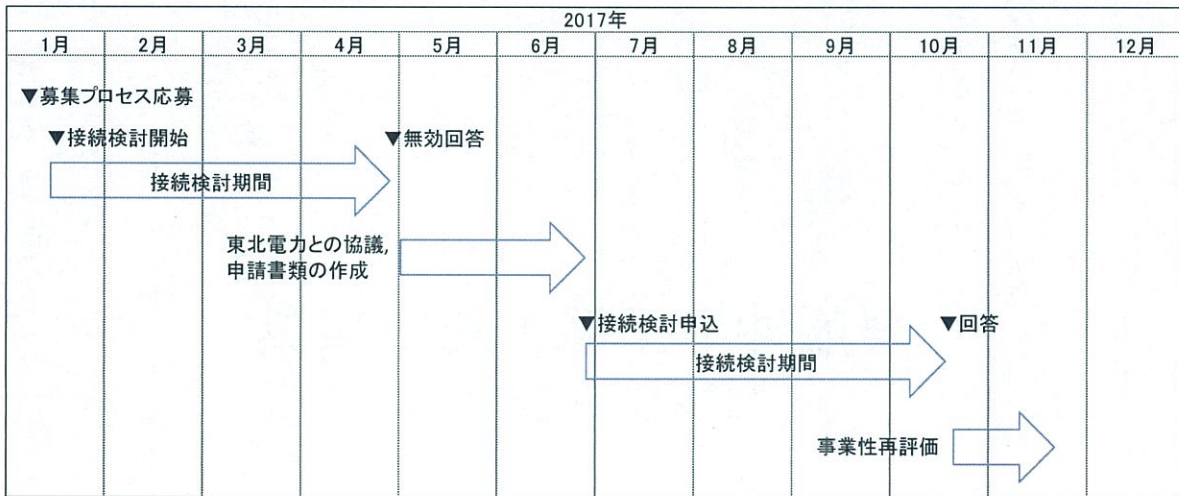 2017年
1月 2月 3月 4月 5月 6月 7月 8月 9月 10月 11月 12月
▼募集プロセス応募
▼接続検討開始 ▼無効回答
接続検討期間
東北電力との協議,
申請書類の作成
▼接続検討申込 ▼回答
接続検討期間
事業性再評価